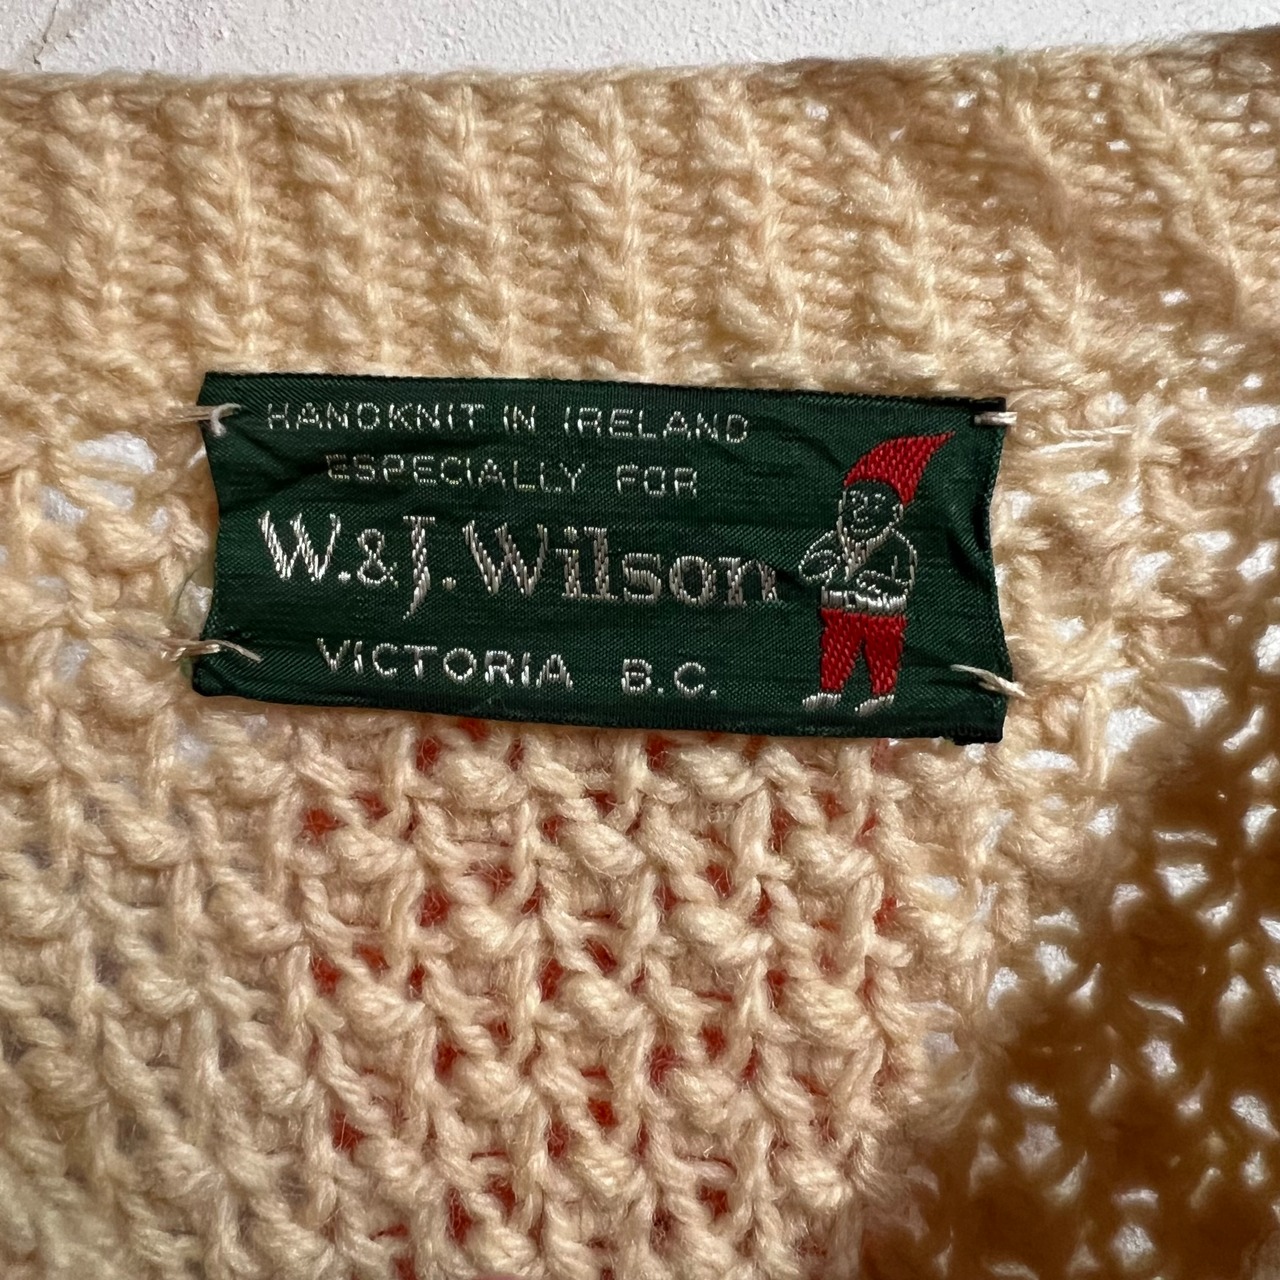 HANDKNIT IN IRELAND
ESPECIALLY FOR
W.&J. Wilson
VICTORIA B.C.